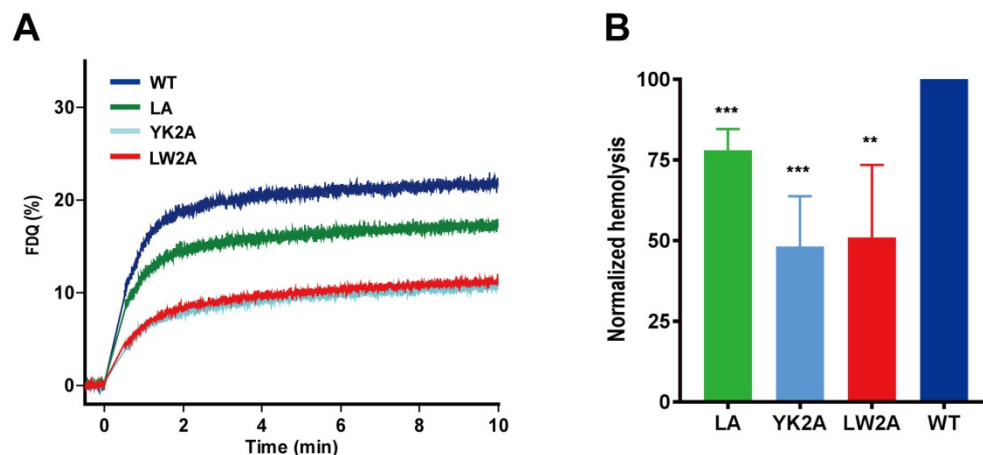 A
FDQ (%)
30
20
10
0
WT
LA
YK2A
LW2A
0 2 4 6 8 10
Time (min)
B
Normalized hemolysis
100
75
50
25
0
***
***
**
LA YK2A LW2A WT